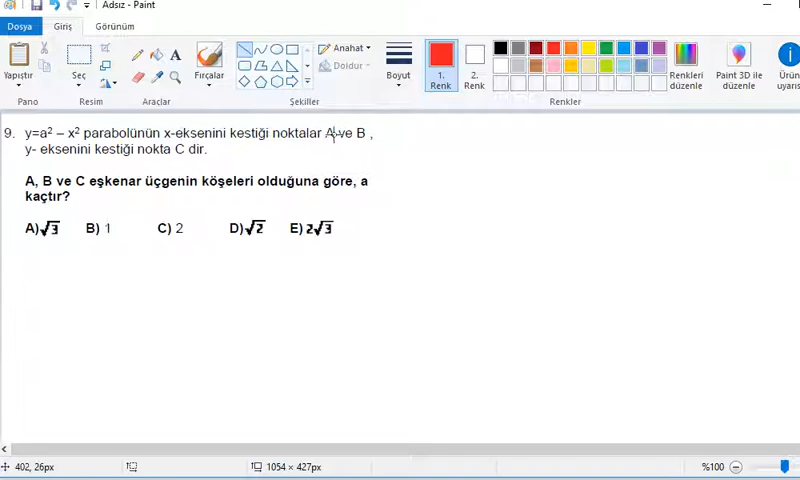 Adsız - Paint
Dosya Giriş Görünüm
Yapıştır Seç A Fırçalar Anahat Doldur Boyut 1. Renk 2. Renk Renkleri düzenle Paint 3D ile düzenle Ürün uyarıs
Pano Resim Araçlar Şekiller Renkler
9. y=a² – x² parabolünün x-eksenini kestiği noktalar A ve B ,
y- eksenini kestiği nokta C dir.
A, B ve C eşkenar üçgenin köşeleri olduğuna göre, a
kaçtır?
A)√3 B) 1 C) 2 D)√2 E) 2√3
402, 26px 1054 × 427px %100